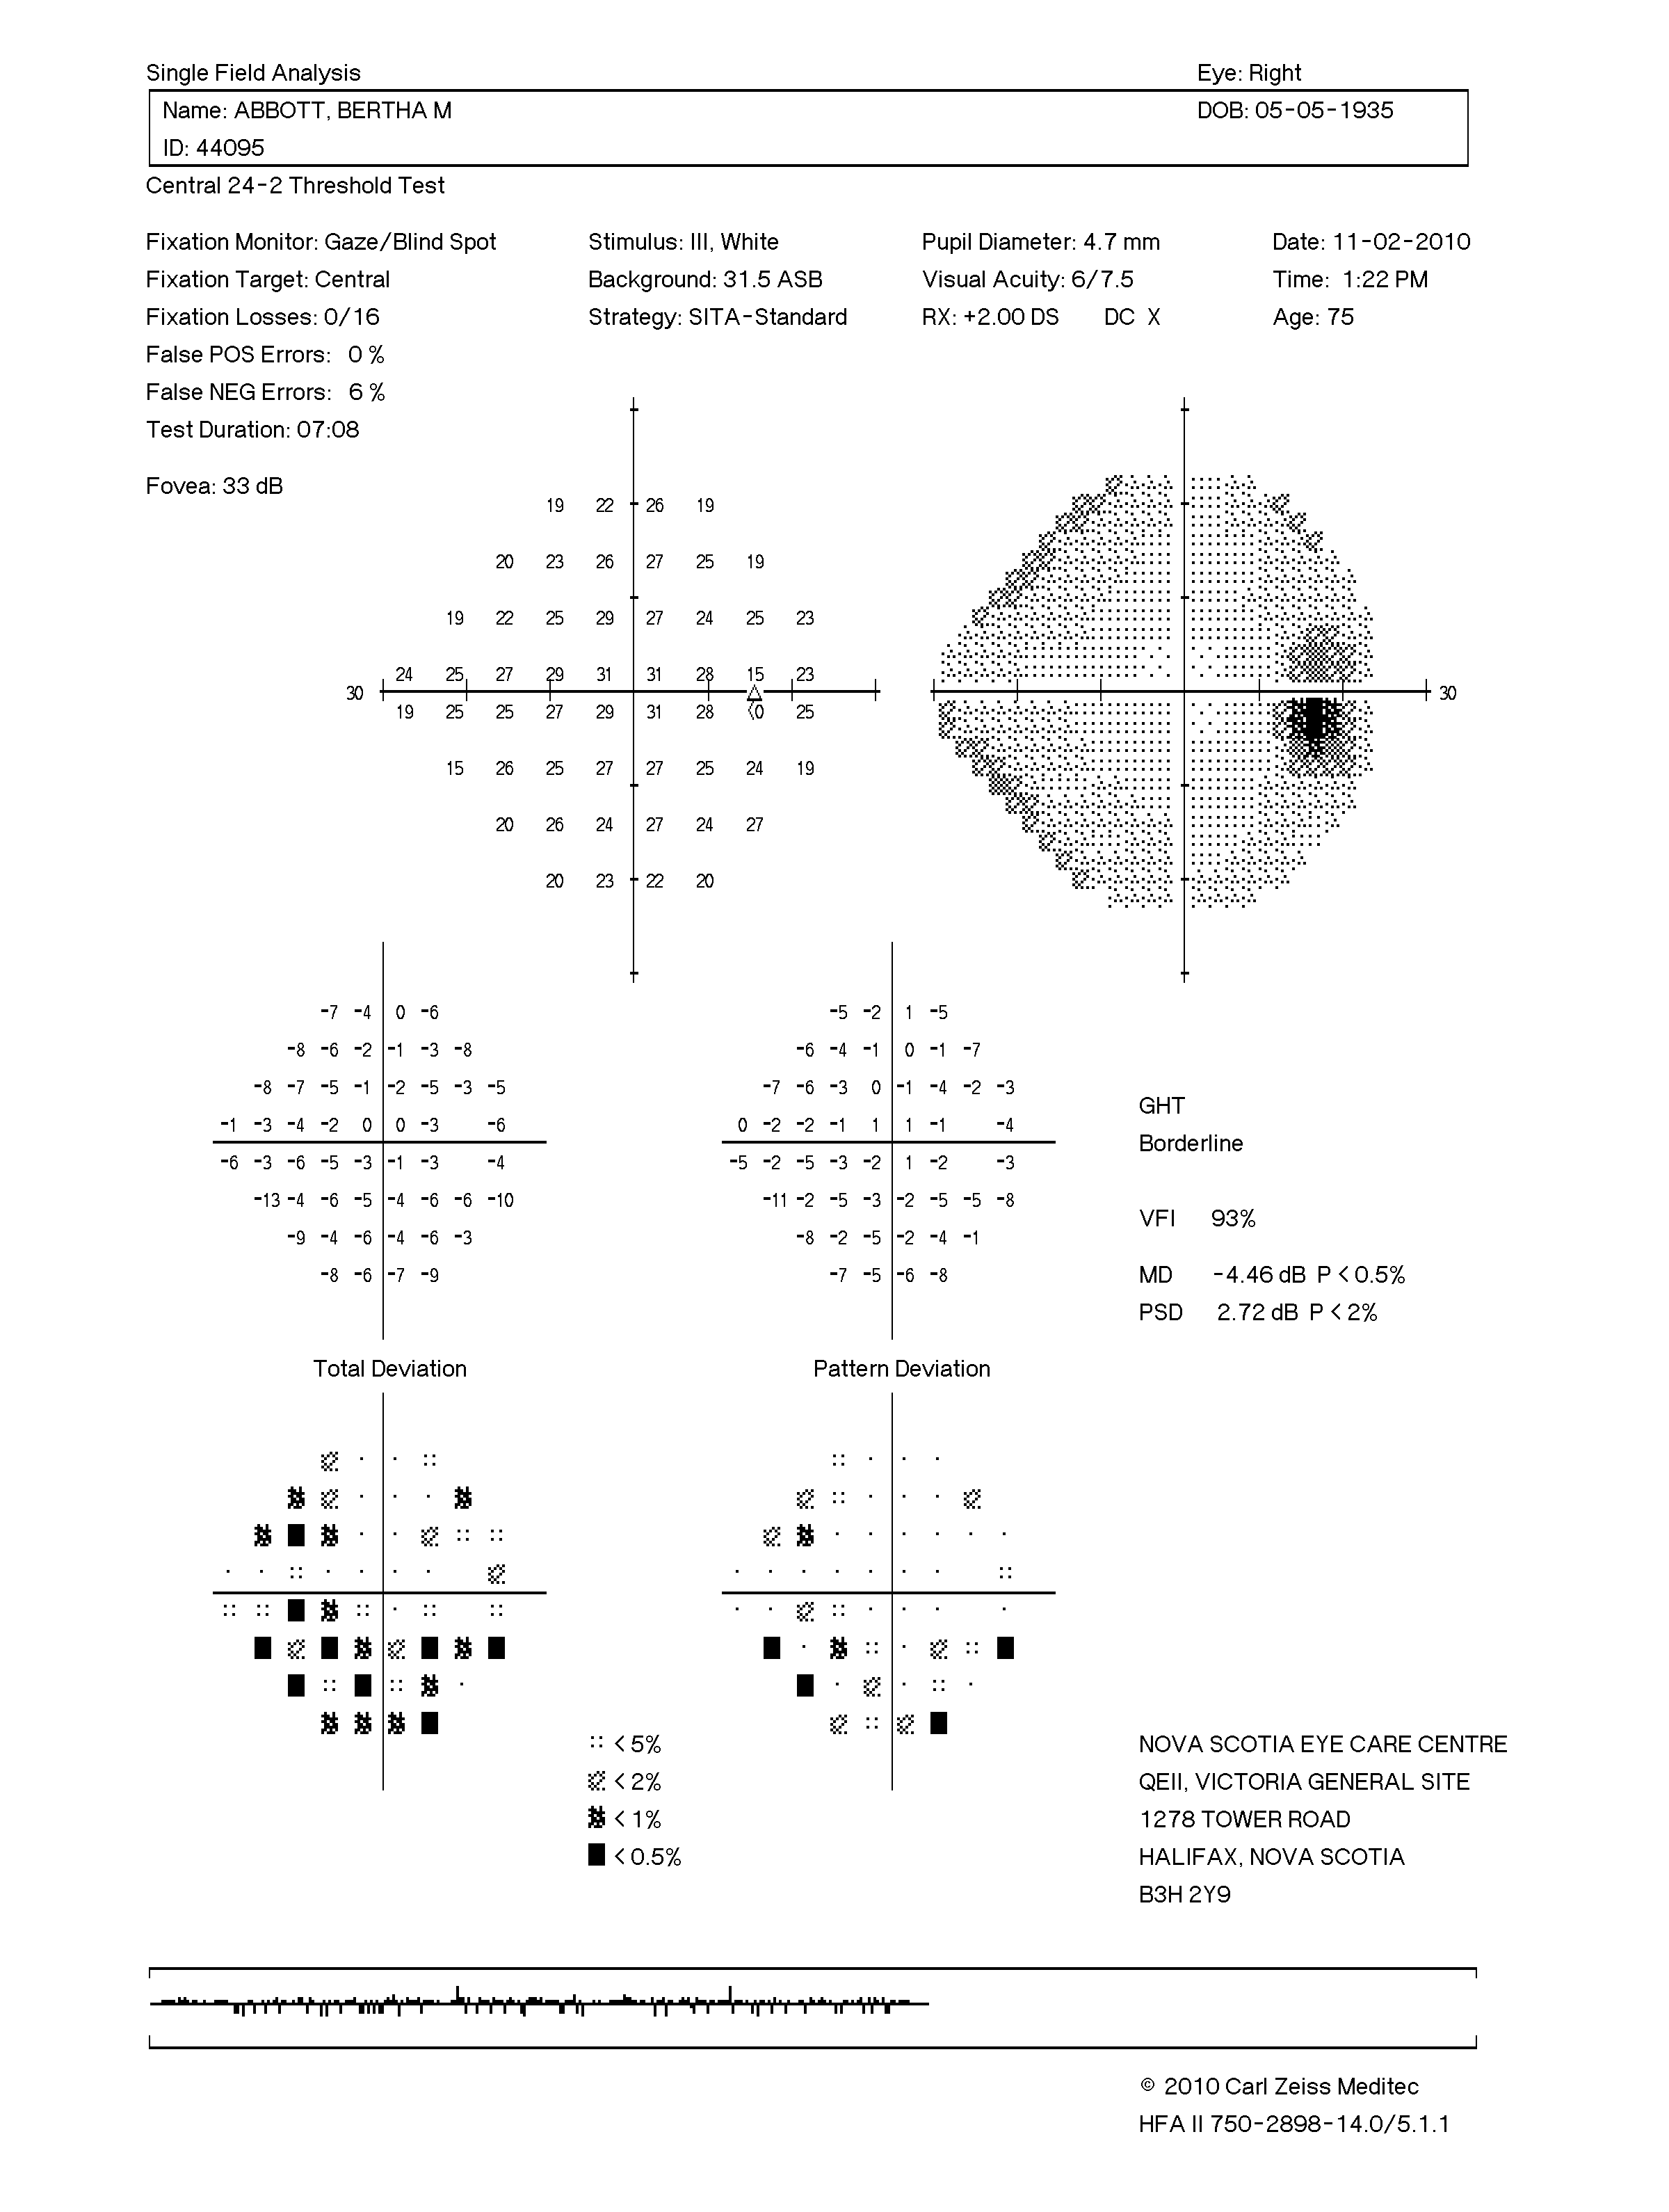 Single Field Analysis Eye: Right
Name: ABBOTT, BERTHA M DOB: 05-05-1935
ID: 44095
Central 24-2 Threshold Test
Fixation Monitor: Gaze/Blind Spot Stimulus: III, White Pupil Diameter: 4.7 mm Date: 11-02-2010
Fixation Target: Central Background: 31.5 ASB Visual Acuity: 6/7.5 Time: 1:22 PM
Fixation Losses: 0/16 Strategy: SITA-Standard RX: +2.00 DS DC X Age: 75
False POS Errors: 0 %
False NEG Errors: 6 %
Test Duration: 07:08
Fovea: 33 dB
19 22 26 19
20 23 26 27 25 19
19 22 25 29 27 24 25 23
24 25 27 29 31 31 28 15 23
30 30
19 25 25 27 29 31 28 <0 25
15 26 25 27 27 25 24 19
20 26 24 27 24 27
20 23 22 20
-7 -4 0 -6 -5 -2 1 -5
-8 -6 -2 -1 -3 -8 -6 -4 -1 0 -1 -7
-8 -7 -5 -1 -2 -5 -3 -5 -7 -6 -3 0 -1 -4 -2 -3
-1 -3 -4 -2 0 0 -3 -6 0 -2 -2 -1 1 1 -1 -4
-6 -3 -6 -5 -3 -1 -3 -4 -5 -2 -5 -3 -2 1 -2 -3
-13 -4 -6 -5 -4 -6 -6 -10 -11 -2 -5 -3 -2 -5 -5 -8
-9 -4 -6 -4 -6 -3 -8 -2 -5 -2 -4 -1
-8 -6 -7 -9 -7 -5 -6 -8
GHT
Borderline
VFI 93%
MD -4.46 dB P < 0.5%
PSD 2.72 dB P < 2%
Total Deviation Pattern Deviation
< 5%
< 2%
< 1%
< 0.5%
NOVA SCOTIA EYE CARE CENTRE
QEII, VICTORIA GENERAL SITE
1278 TOWER ROAD
HALIFAX, NOVA SCOTIA
B3H 2Y9
© 2010 Carl Zeiss Meditec
HFA II 750-2898-14.0/5.1.1